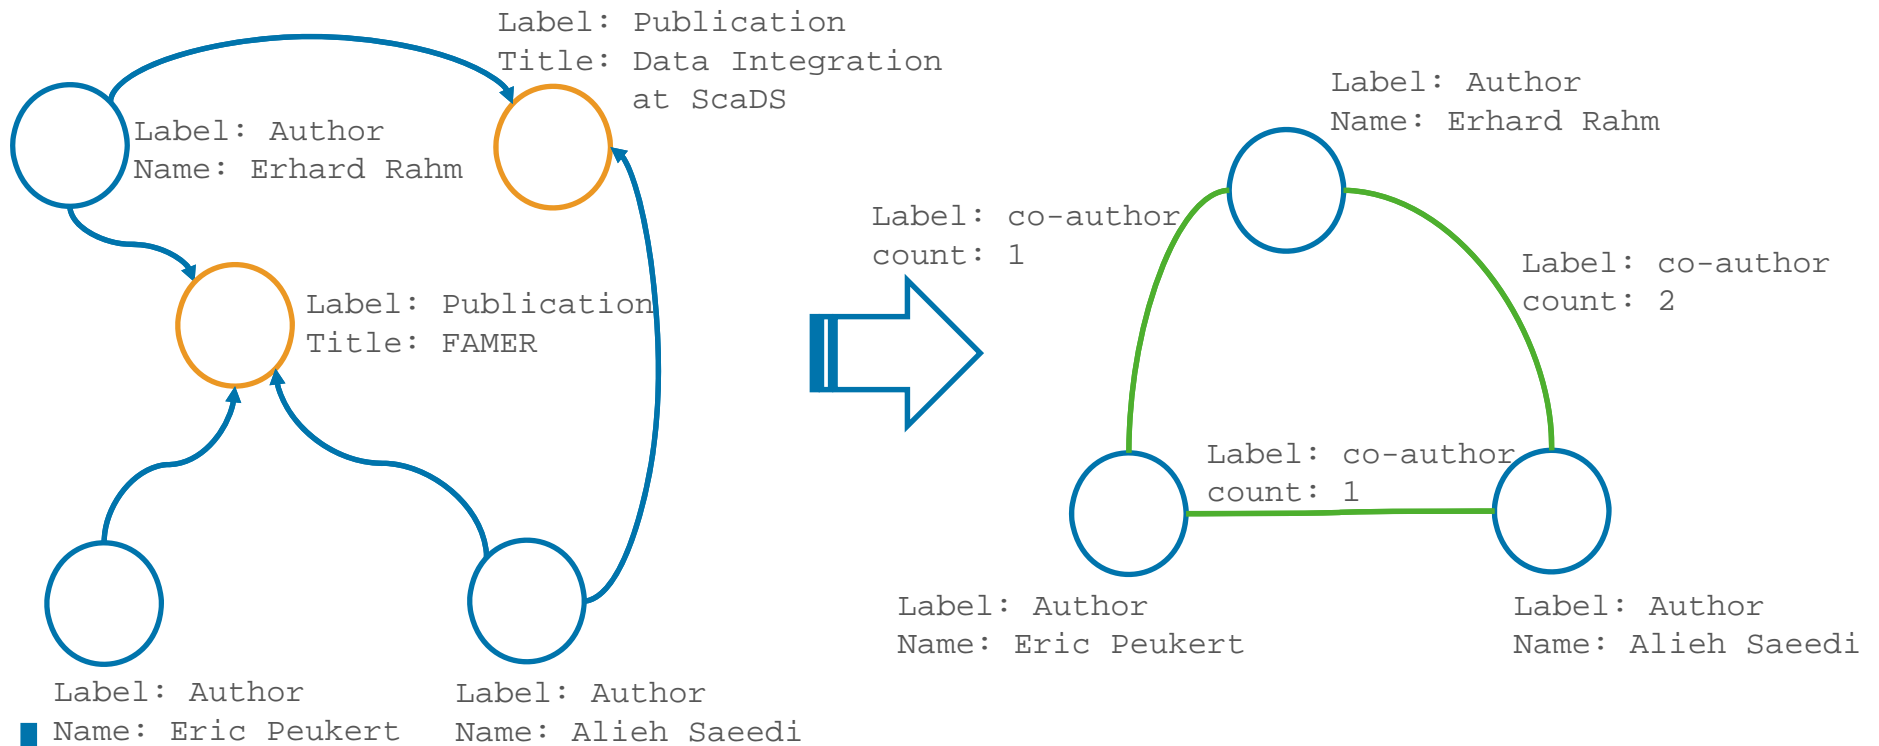 Label: Publication
Title: Data Integration
at ScaDS
Label: Author
Name: Erhard Rahm
Label: Publication
Title: FAMER
Label: Author
Name: Eric Peukert
Label: Author
Name: Alieh Saeedi
Label: Author
Name: Erhard Rahm
Label: co-author
count: 1
Label: co-author
count: 2
Label: co-author
count: 1
Label: Author
Name: Eric Peukert
Label: Author
Name: Alieh Saeedi